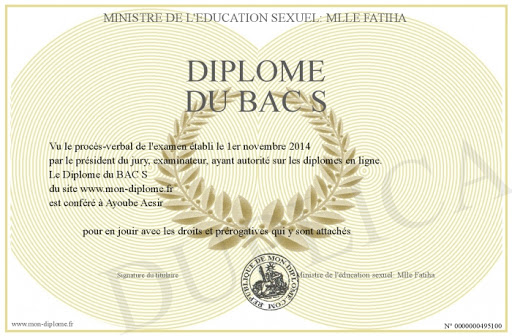 MINISTRE DE L'EDUCATION SEXUEL: MLLE FATIHA
DIPLOME
DU BAC S
Vu le procès-verbal de l'examen établi le 1er novembre 2014
par le président du jury, examinateur, ayant autorité sur les diplomes en ligne.
Le Diplome du BAC S
du site www.mon-diplome.fr
est conféré à Ayoube Aesir
pour en jouir avec les droits et prérogatives qui y sont attachés
Signature du titulaire
REPUBLIQUE DE MON-DIPLOME.COM
Ministre de l'éducation sexuel: Mlle Fatiha
DUPLICATA
www.mon-diplome.fr
N° 0000000495100